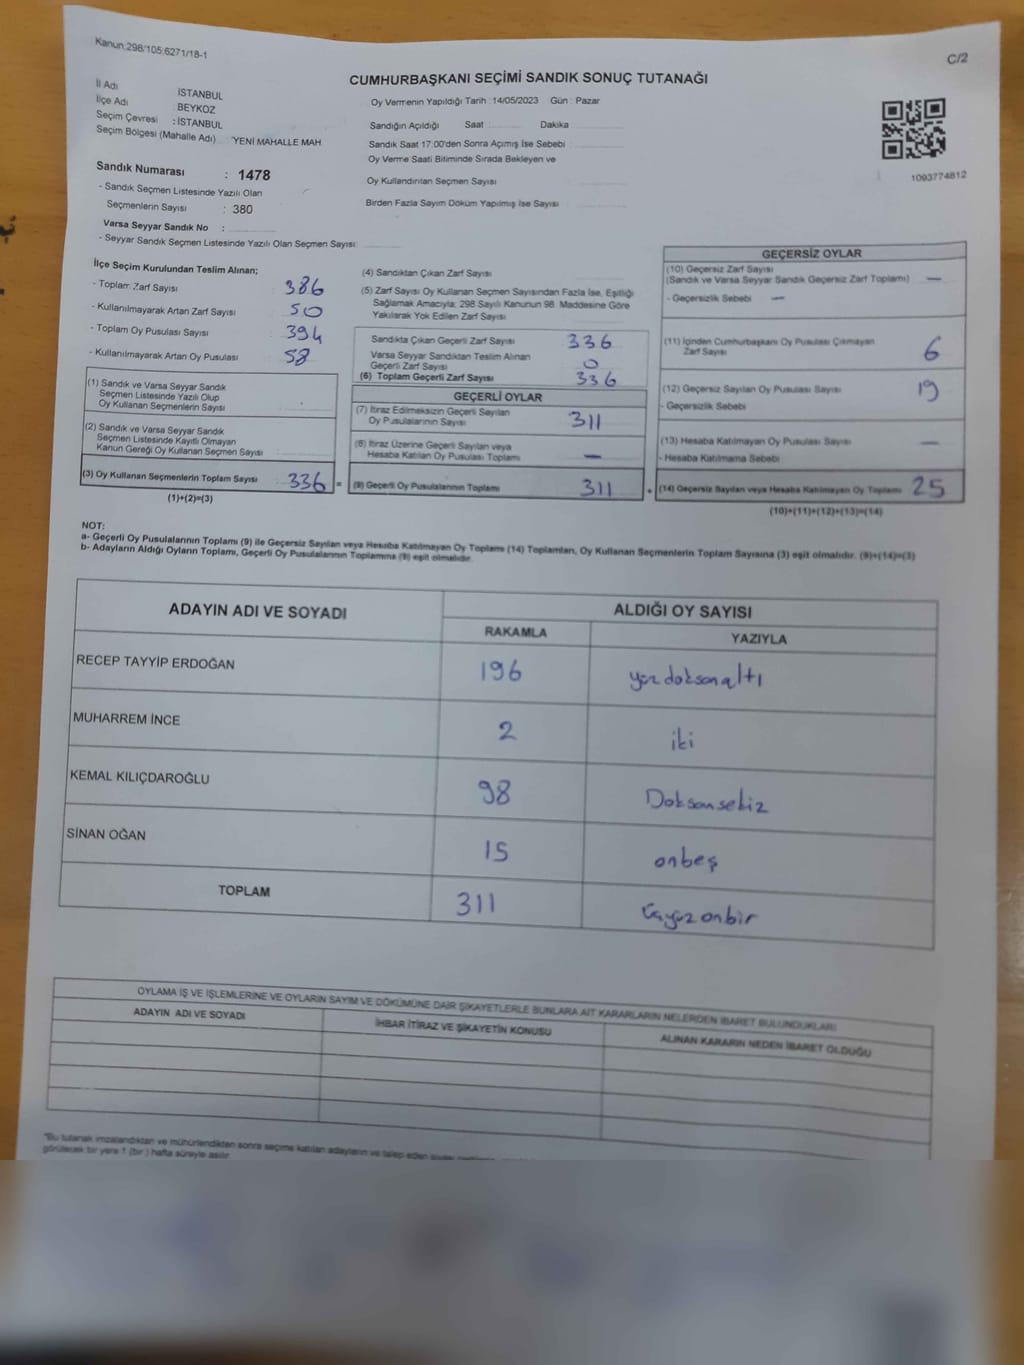 Kanun:298/105;6271/18-1
C/2
CUMHURBAŞKANI SEÇİMİ SANDIK SONUÇ TUTANAĞI
İl Adı İSTANBUL
İlçe Adı : BEYKOZ
Seçim Çevresi : İSTANBUL
Seçim Bölgesi (Mahalle Adı) YENİ MAHALLE MAH.
Sandık Numarası : 1478
- Sandık Seçmen Listesinde Yazılı Olan
Seçmenlerin Sayısı : 380
Varsa Seyyar Sandık No :
- Seyyar Sandık Seçmen Listesinde Yazılı Olan Seçmen Sayısı:
Oy Vermenin Yapıldığı Tarih :14/05/2023 Gün : Pazar
Sandığın Açıldığı Saat Dakika
Sandık Saat 17:00'den Sonra Açımış İse Sebebi
Oy Verme Saati Bitiminde Sırada Bekleyen ve
Oy Kullandırılan Seçmen Sayısı
Birden Fazla Sayım Döküm Yapılmış İse Sayısı
1093774812
İlçe Seçim Kurulundan Teslim Alınan;
- Toplam Zarf Sayısı 386
- Kullanılmayarak Artan Zarf Sayısı 50
- Toplam Oy Pusulası Sayısı 394
- Kullanılmayarak Artan Oy Pusulası 58
(1) Sandık ve Varsa Seyyar Sandık
Seçmen Listesinde Yazılı Olup
Oy Kullanan Seçmenlerin Sayısı
(2) Sandık ve Varsa Seyyar Sandık
Seçmen Listesinde Kayıtlı Olmayan
Kanun Gereği Oy Kullanan Seçmen Sayısı
(3) Oy Kullanan Seçmenlerin Toplam Sayısı 336 =
(1)+(2)=(3)
(4) Sandıktan Çıkan Zarf Sayısı
(5) Zarf Sayısı Oy Kullanan Seçmen Sayısından Fazla İse, Eşitliği
Sağlamak Amacıyla; 298 Sayılı Kanunun 98. Maddesine Göre
Yakılarak Yok Edilen Zarf Sayısı
Sandıkta Çıkan Geçerli Zarf Sayısı 336
Varsa Seyyar Sandıktan Teslim Alınan
Geçerli Zarf Sayısı 0
(6) Toplam Geçerli Zarf Sayısı 336
GEÇERLİ OYLAR
(7) İtiraz Edilmeksizin Geçerli Sayılan
Oy Pusulalarının Sayısı 311
(8) İtiraz Üzerine Geçerli Sayılan veya
Hesaba Katılan Oy Pusulası Toplamı —
(9) Geçerli Oy Pusulalarının Toplamı 311 +
GEÇERSİZ OYLAR
(10) Geçersiz Zarf Sayısı
(Sandık ve Varsa Seyyar Sandık Geçersiz Zarf Toplamı) —
- Geçersizlik Sebebi —
(11) İçinden Cumhurbaşkanı Oy Pusulası Çıkmayan
Zarf Sayısı 6
(12) Geçersiz Sayılan Oy Pusulası Sayısı 19
- Geçersizlik Sebebi
(13) Hesaba Katılmayan Oy Pusulası Sayısı —
- Hesaba Katılmama Sebebi
(14) Geçersiz Sayılan veya Hesaba Katılmayan Oy Toplamı 25
(10)+(11)+(12)+(13)=(14)
NOT:
a- Geçerli Oy Pusulalarının Toplamı (9) ile Geçersiz Sayılan veya Hesaba Katılmayan Oy Toplamı (14) Toplamları, Oy Kullanan Seçmenlerin Toplam Sayısına (3) eşit olmalıdır. (9)+(14)=(3)
b- Adayların Aldığı Oyların Toplamı, Geçerli Oy Pusulalarının Toplamına (9) eşit olmalıdır.
ADAYIN ADI VE SOYADI ALDIĞI OY SAYISI
RAKAMLA YAZIYLA
RECEP TAYYİP ERDOĞAN 196 yüzdoksanaltı
MUHARREM İNCE 2 iki
KEMAL KILIÇDAROĞLU 98 Doksansekiz
SİNAN OĞAN 15 onbeş
TOPLAM 311 üçyüzonbir
OYLAMA İŞ VE İŞLEMLERİNE VE OYLARIN SAYIM VE DÖKÜMÜNE DAİR ŞİKAYETLERLE BUNLARA AİT KARARLARIN NELERDEN İBARET BULUNDUKLARI
ADAYIN ADI VE SOYADI İHBAR İTİRAZ VE ŞİKAYETİN KONUSU ALINAN KARARIN NEDEN İBARET OLDUĞU
*Bu tutanak imzalandıktan ve mühürlendikten sonra seçime katılan adayların ve talep eden siyasi
görülecek bir yere 1 (bir ) hafta süreyle asılır.